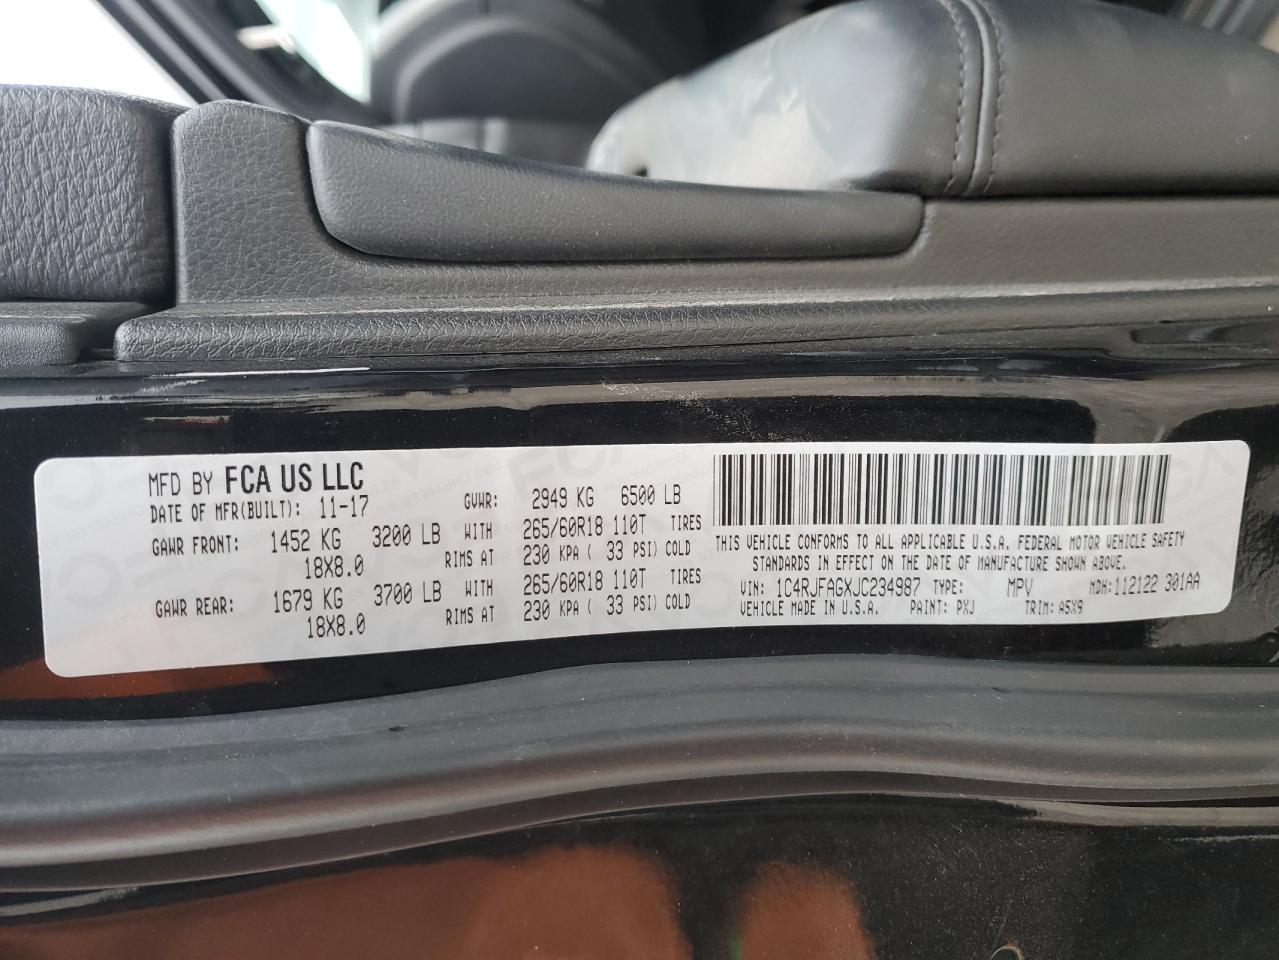 MFD BY FCA US LLC
DATE OF MFR(BUILT): 11-17 GVWR: 2949 KG 6500 LB
GAWR FRONT: 1452 KG 3200 LB WITH 265/60R18 110T TIRES
18X8.0 RIMS AT 230 KPA ( 33 PSI) COLD
GAWR REAR: 1679 KG 3700 LB WITH 265/60R18 110T TIRES
18X8.0 RIMS AT 230 KPA ( 33 PSI) COLD
THIS VEHICLE CONFORMS TO ALL APPLICABLE U.S.A. FEDERAL MOTOR VEHICLE SAFETY
STANDARDS IN EFFECT ON THE DATE OF MANUFACTURE SHOWN ABOVE.
VIN: 1C4RJFAGXJC234987 TYPE: MPV MDH: 112122 301AA
VEHICLE MADE IN U.S.A. PAINT: PXJ TRIM: A5X9